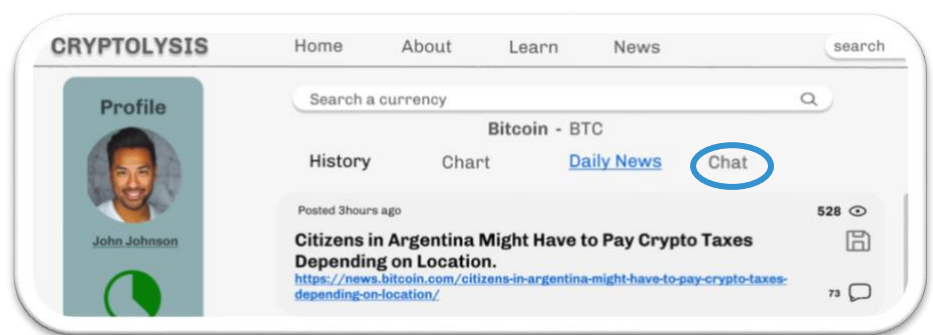 CRYPTOLYSIS Home About Learn News search
Profile
Search a currency
Bitcoin - BTC
History Chart Daily News Chat
John Johnson
Posted 3hours ago 528
Citizens in Argentina Might Have to Pay Crypto Taxes
Depending on Location.
https://news.bitcoin.com/citizens-in-argentina-might-have-to-pay-crypto-taxes-
depending-on-location/ 73